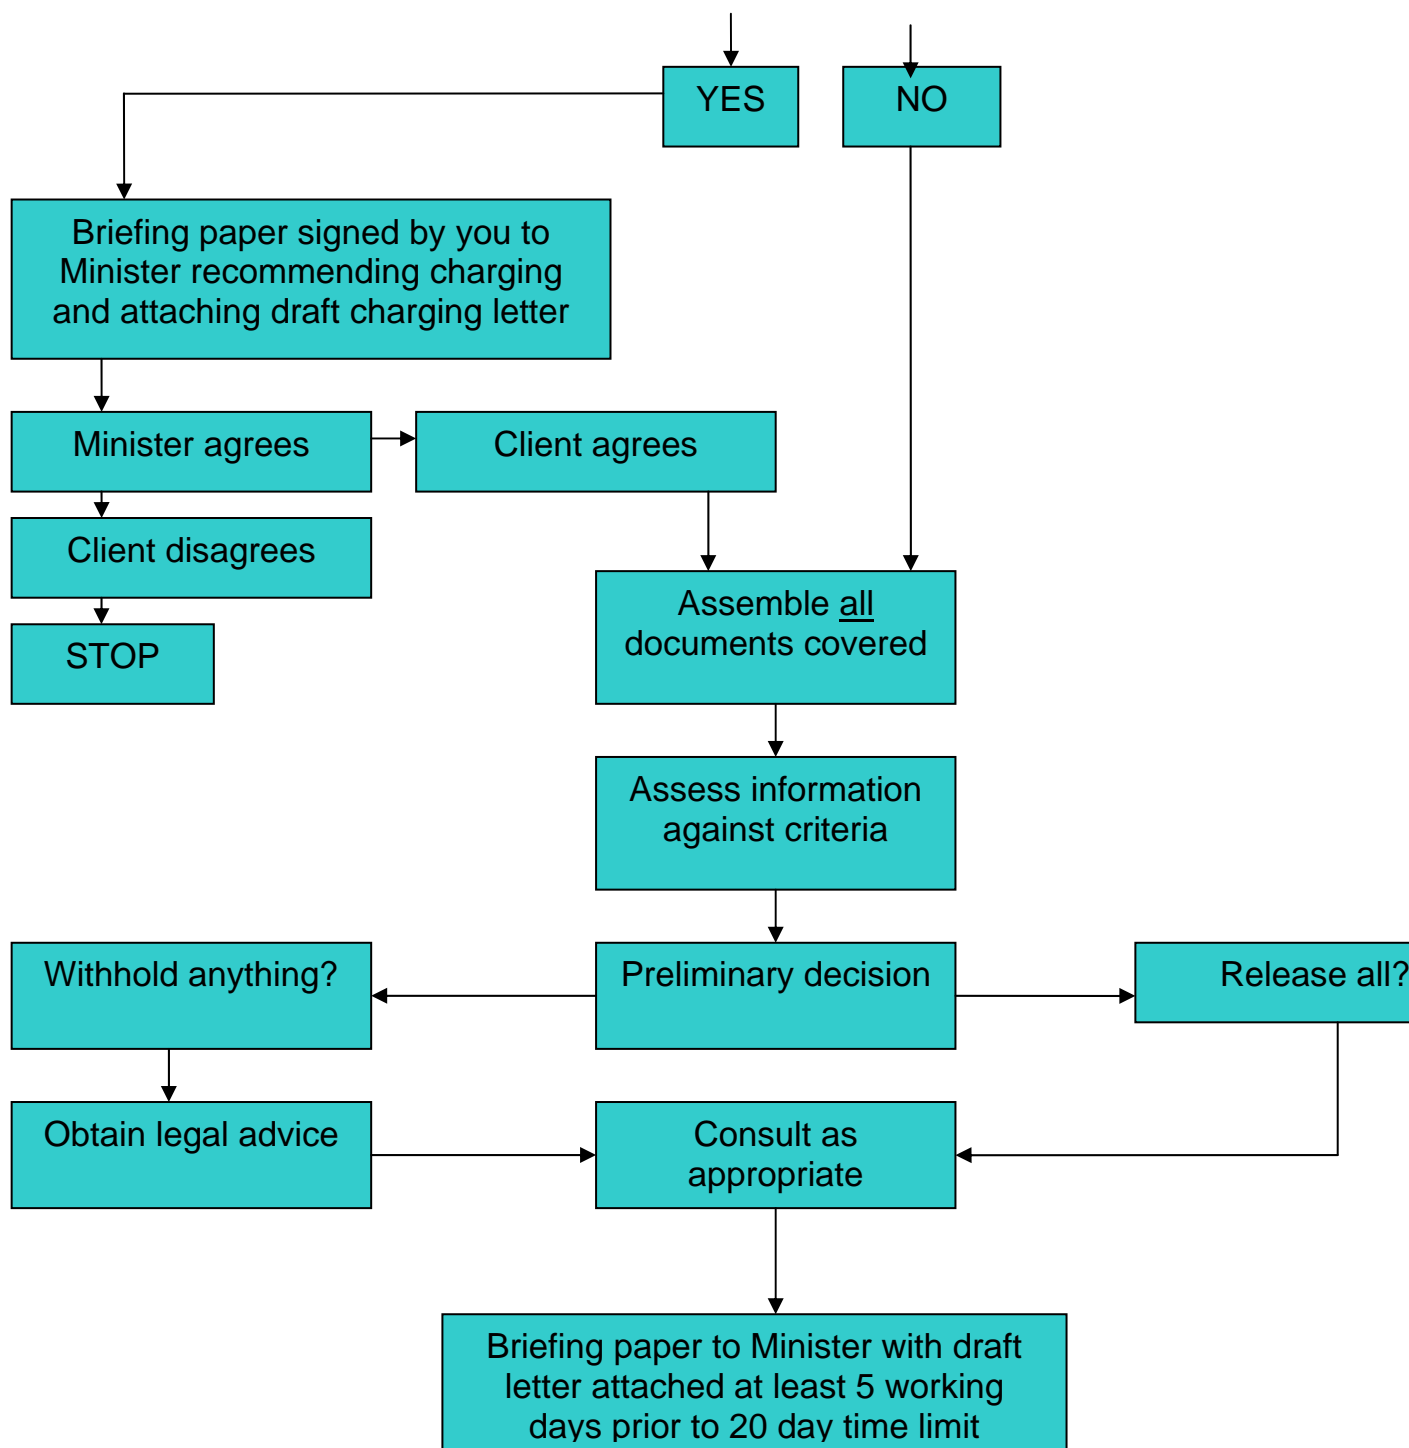 YES
NO
Briefing paper signed by you to
Minister recommending charging
and attaching draft charging letter
Minister agrees
Client agrees
Client disagrees
STOP
Assemble all
documents covered
Assess information
against criteria
Withhold anything?
Preliminary decision
Release all?
Obtain legal advice
Consult as
appropriate
Briefing paper to Minister with draft
letter attached at least 5 working
days prior to 20 day time limit